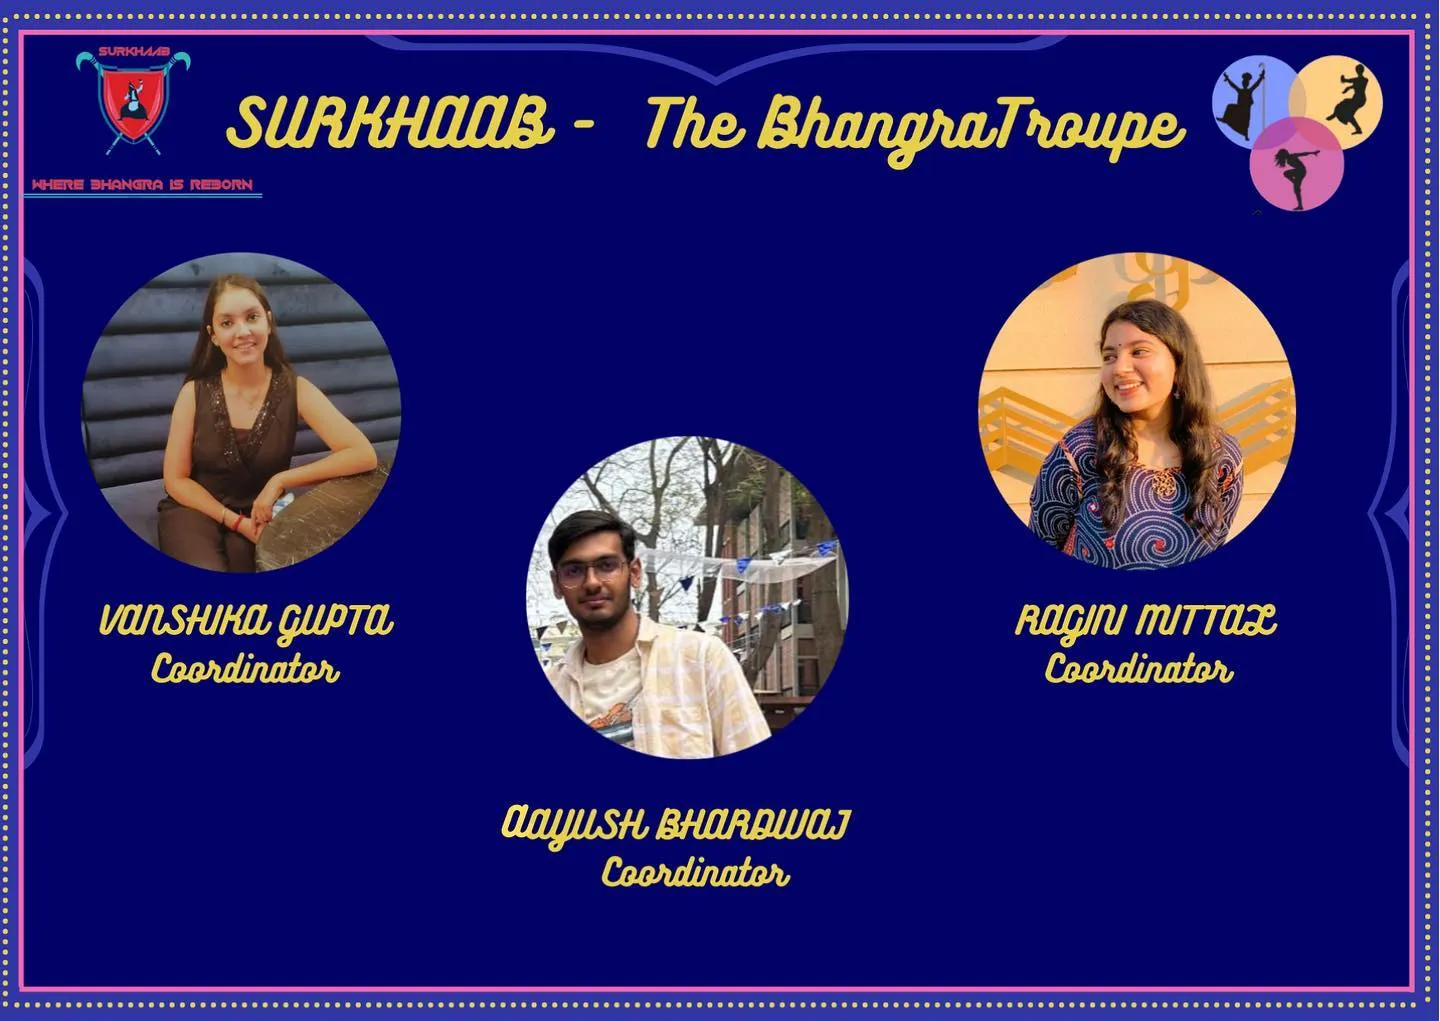 SURKHAAB
SURKHAAB - The BhangraTroupe
WHERE BHANGRA IS REBORN
VANSHIKA GUPTA
Coordinator
RAGINI MITTAL
Coordinator
AAYUSH BHARDWAJ
Coordinator